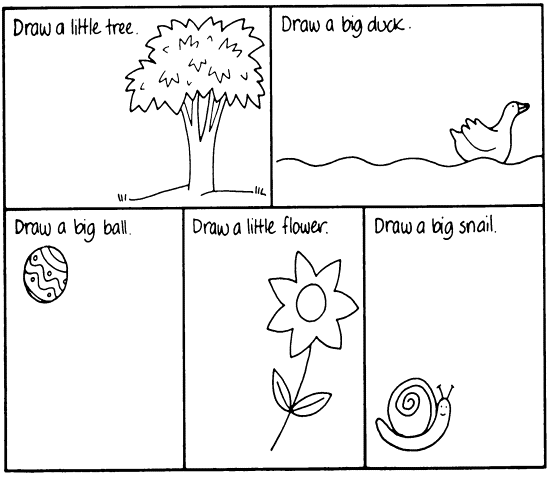 Draw a little tree.
Draw a big duck.
Draw a big ball.
Draw a little flower.
Draw a big snail.